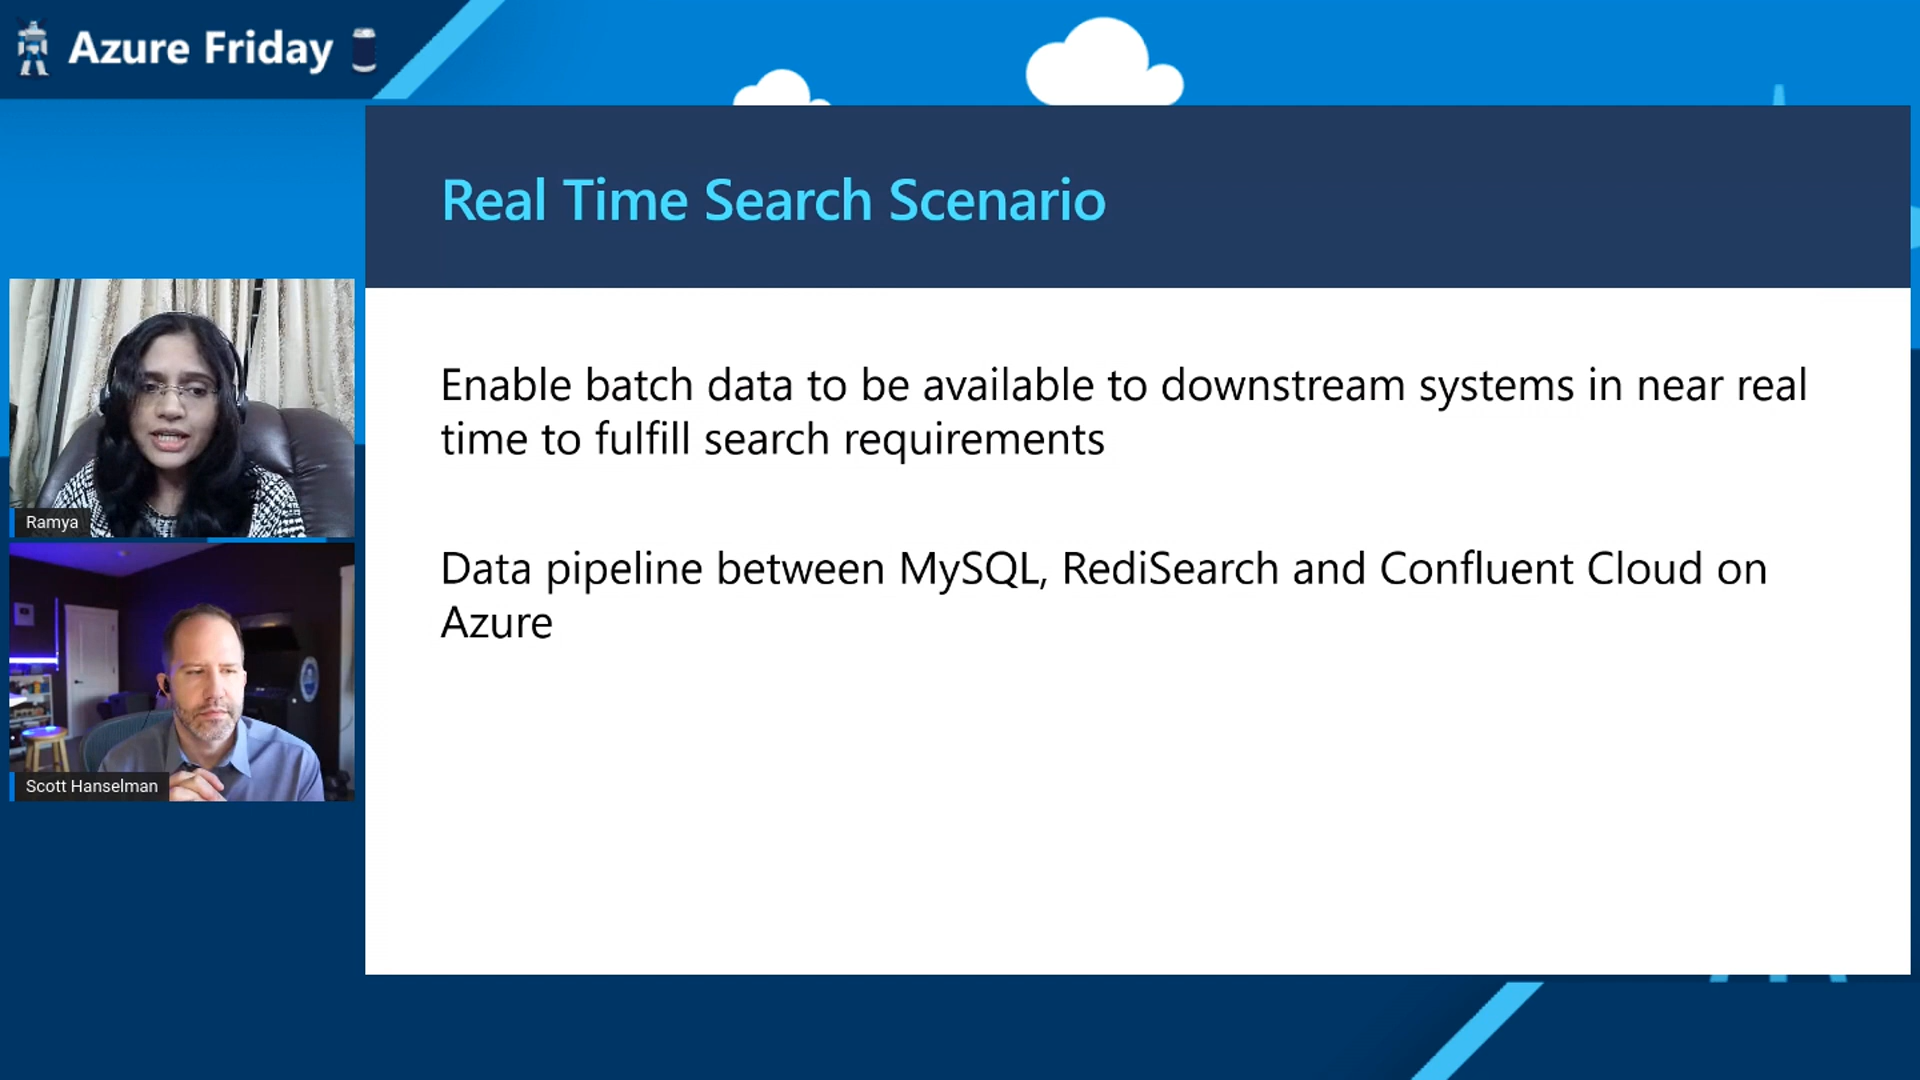 Azure Friday
Real Time Search Scenario
Enable batch data to be available to downstream systems in near real
time to fulfill search requirements
Data pipeline between MySQL, RediSearch and Confluent Cloud on
Azure
Ramya
Scott Hanselman